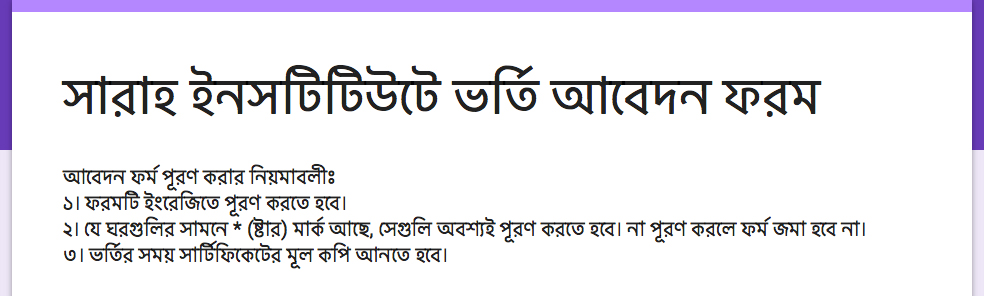 সারাহ ইনসটিটিউটে ভর্তি আবেদন ফরম
আবেদন ফর্ম পূরণ করার নিয়মাবলীঃ
১। ফরমটি ইংরেজিতে পূরণ করতে হবে।
২। যে ঘরগুলির সামনে * (ষ্টার) মার্ক আছে, সেগুলি অবশ্যই পূরণ করতে হবে। না পূরণ করলে ফর্ম জমা হবে না।
৩। ভর্তির সময় সার্টিফিকেটের মূল কপি আনতে হবে।